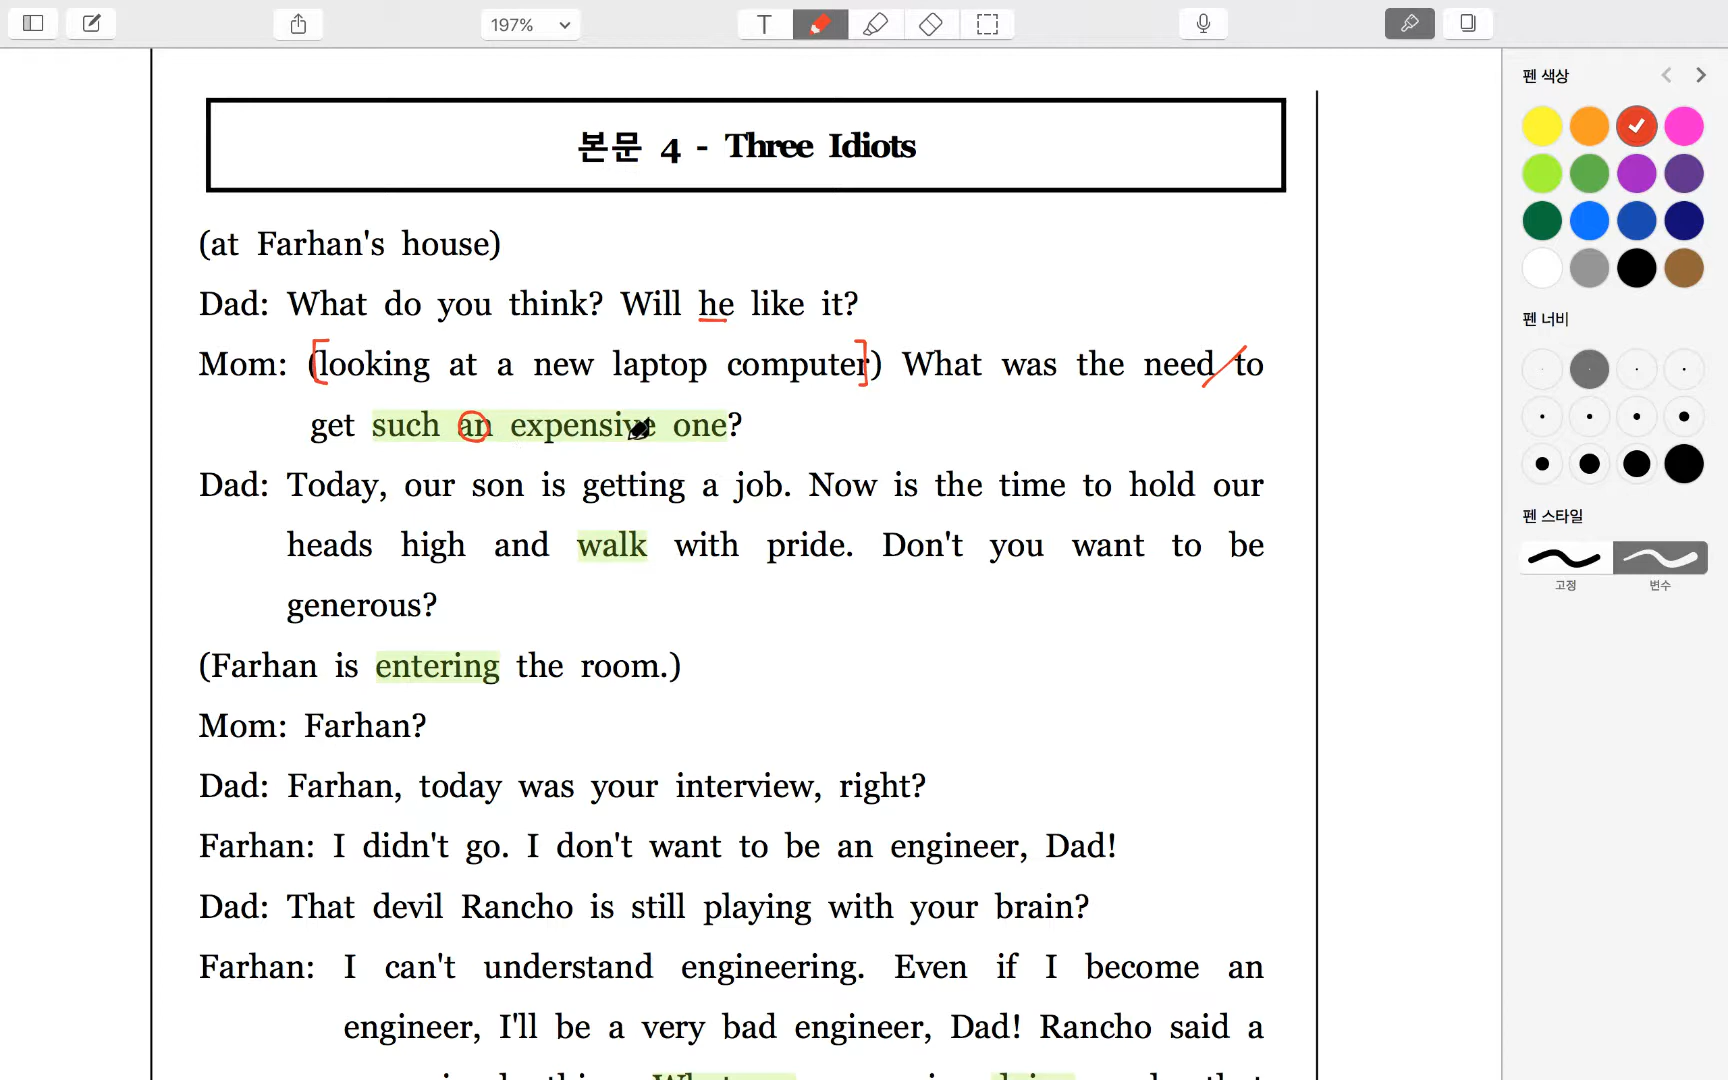 197%
T
펜 색상
본문 4 - Three Idiots
펜 너비
펜 스타일
고정
변수
(at Farhan's house)
Dad: What do you think? Will he like it?
Mom: (looking at a new laptop computer) What was the need to
get such an expensive one?
Dad: Today, our son is getting a job. Now is the time to hold our
heads high and walk with pride. Don't you want to be
generous?
(Farhan is entering the room.)
Mom: Farhan?
Dad: Farhan, today was your interview, right?
Farhan: I didn't go. I don't want to be an engineer, Dad!
Dad: That devil Rancho is still playing with your brain?
Farhan: I can't understand engineering. Even if I become an
engineer, I'll be a very bad engineer, Dad! Rancho said a